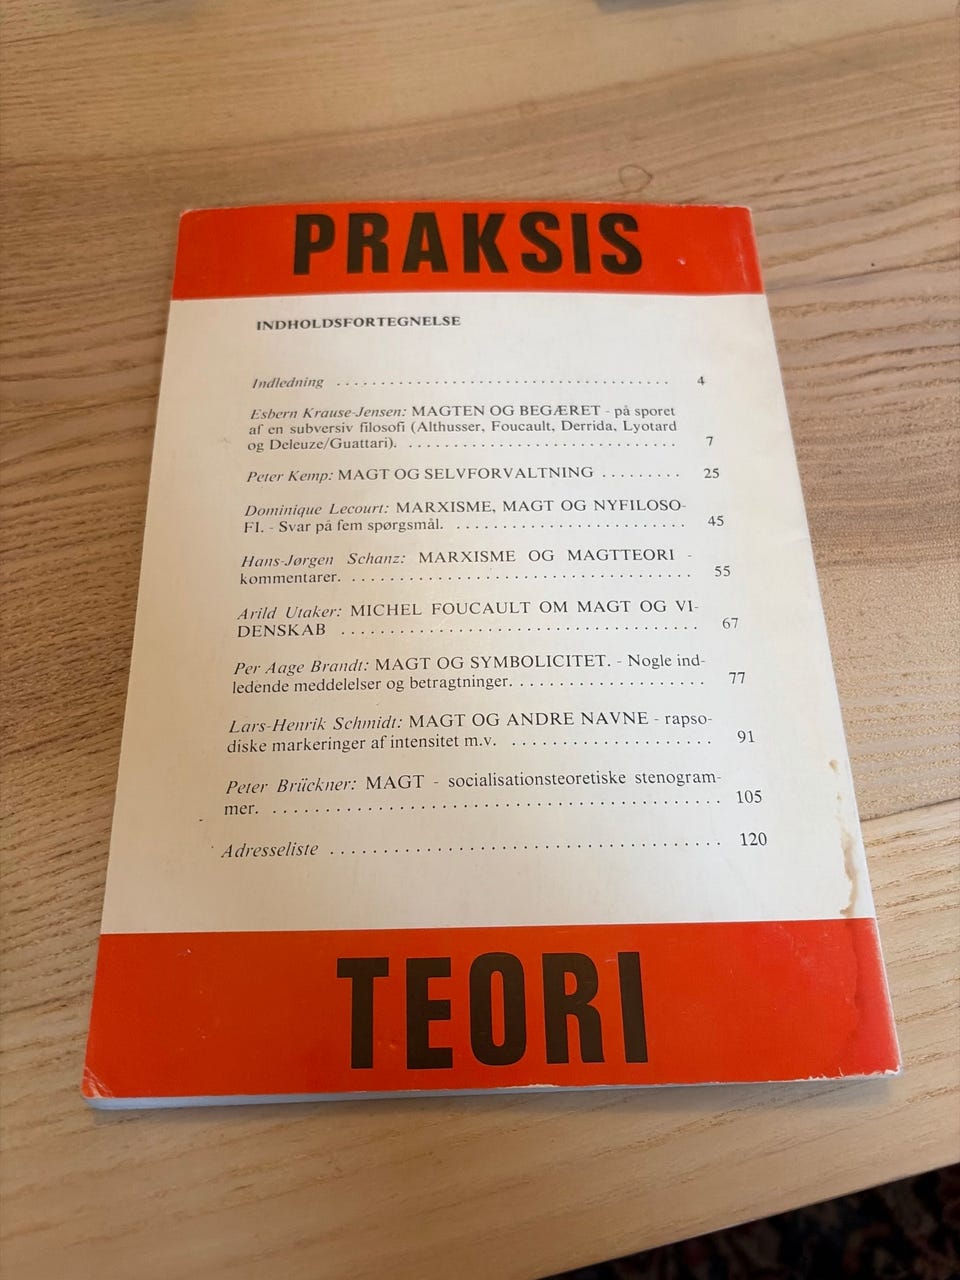 PRAKSIS
INDHOLDSFORTEGNELSE
Indledning ........................................ 4
Esbern Krause-Jensen: MAGTEN OG BEGÆRET - på sporet
af en subversiv filosofi (Althusser, Foucault, Derrida, Lyotard
og Deleuze/Guattari). ................................ 7
Peter Kemp: MAGT OG SELVFORVALTNING ......... 25
Dominique Lecourt: MARXISME, MAGT OG NYFILOSO-
FI. - Svar på fem spørgsmål. ........................... 45
Hans-Jørgen Schanz: MARXISME OG MAGTTEORI -
kommentarer. ....................................... 55
Arild Utaker: MICHEL FOUCAULT OM MAGT OG VI-
DENSKAB ........................................ 67
Per Aage Brandt: MAGT OG SYMBOLICITET. - Nogle ind-
ledende meddelelser og betragtninger. ..................... 77
Lars-Henrik Schmidt: MAGT OG ANDRE NAVNE - rapso-
diske markeringer af intensitet m.v. ....................... 91
Peter Brückner: MAGT - socialisationsteoretiske stenogram-
mer. ............................................... 105
Adresseliste ........................................ 120
TEORI